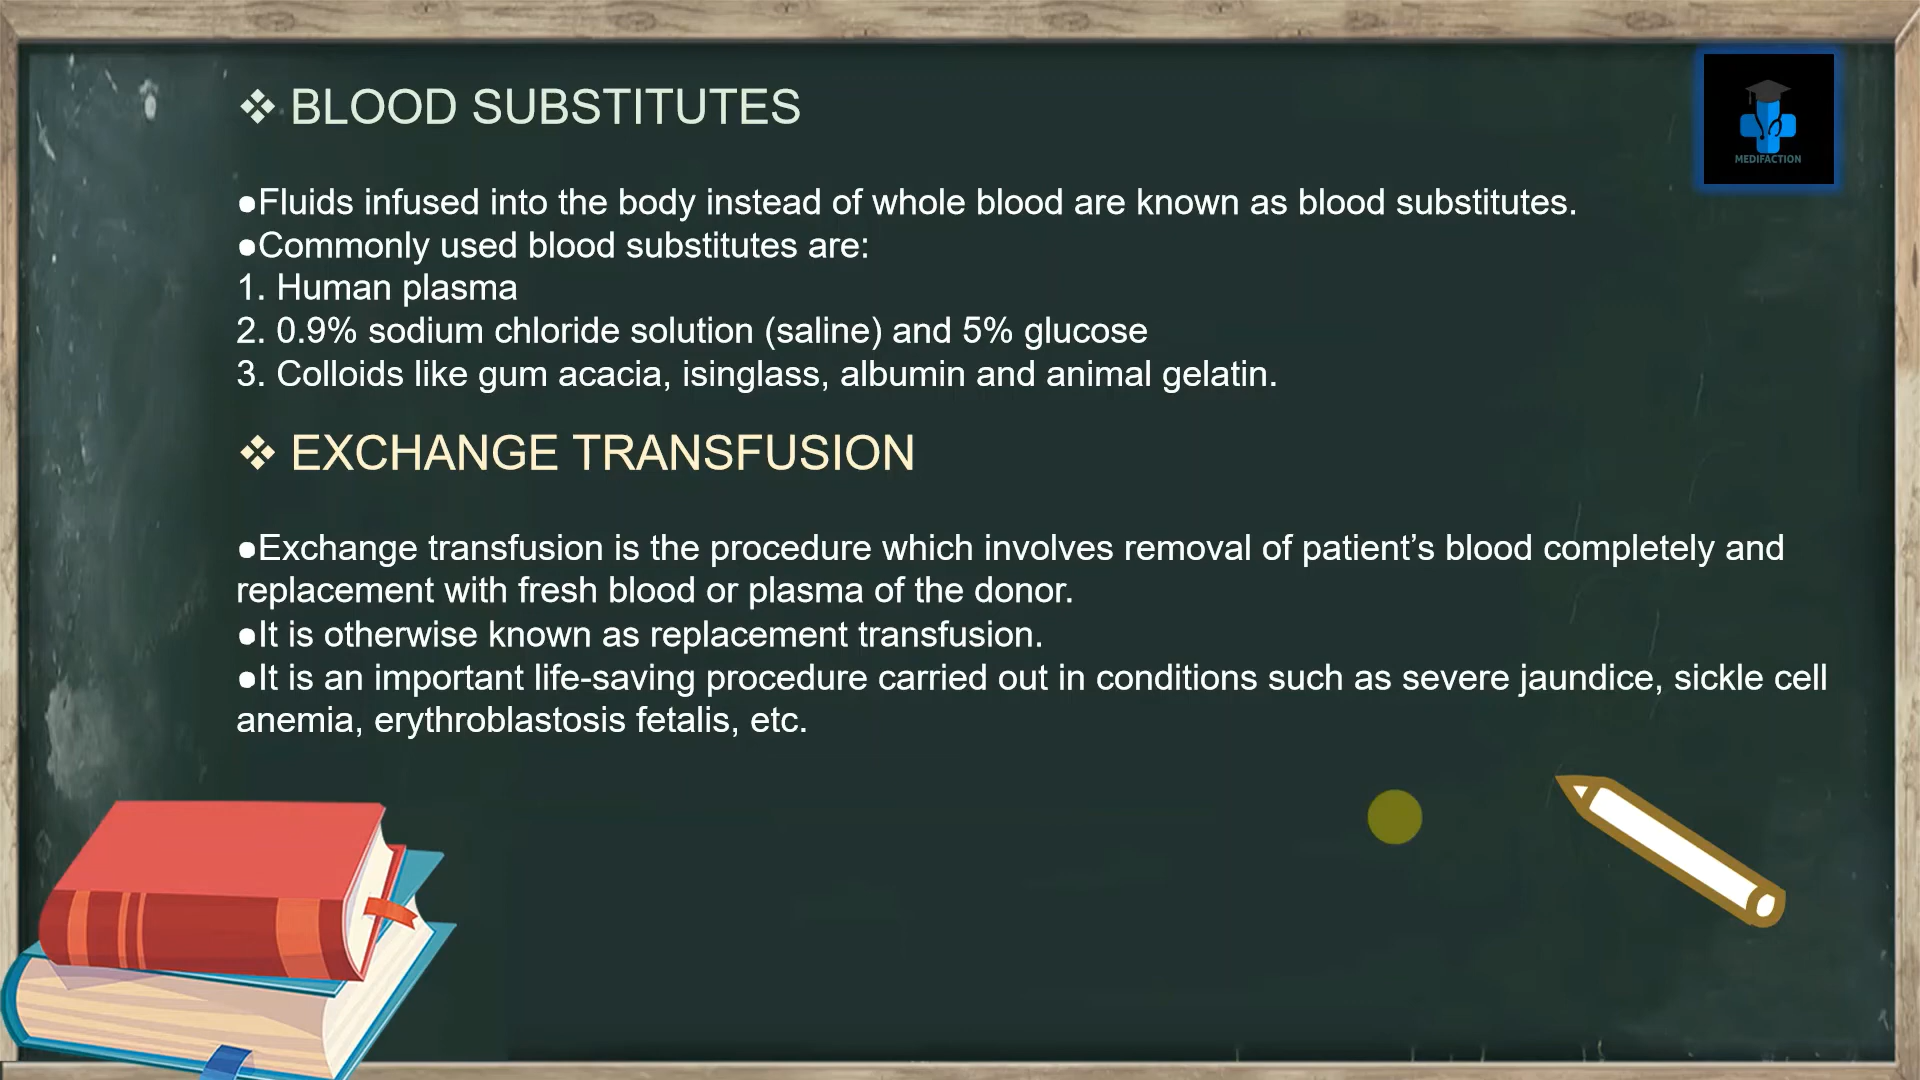 ❖ BLOOD SUBSTITUTES
MEDIFACTION
●Fluids infused into the body instead of whole blood are known as blood substitutes.
●Commonly used blood substitutes are:
1. Human plasma
2. 0.9% sodium chloride solution (saline) and 5% glucose
3. Colloids like gum acacia, isinglass, albumin and animal gelatin.
❖ EXCHANGE TRANSFUSION
●Exchange transfusion is the procedure which involves removal of patient’s blood completely and
replacement with fresh blood or plasma of the donor.
●It is otherwise known as replacement transfusion.
●It is an important life-saving procedure carried out in conditions such as severe jaundice, sickle cell
anemia, erythroblastosis fetalis, etc.